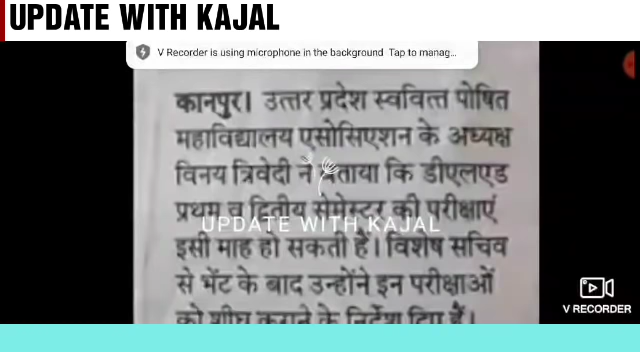 UPDATE WITH KAJAL
V Recorder is using microphone in the background Tap to manag...
कानपुर। उत्तर प्रदेश स्ववित्त पोषित
महाविद्यालय एसोसिएशन के अध्यक्ष
विनय त्रिवेदी ने बताया कि डीएलएड
प्रथम व द्वितीय सेमेस्टर की परीक्षाएं
UPDATE WITH KAJAL
इसी माह हो सकती हैं। विशेष सचिव
से भेंट के बाद उन्होंने इन परीक्षाओं
को शीघ्र कराने के निर्देश दिए हैं।
V RECORDER